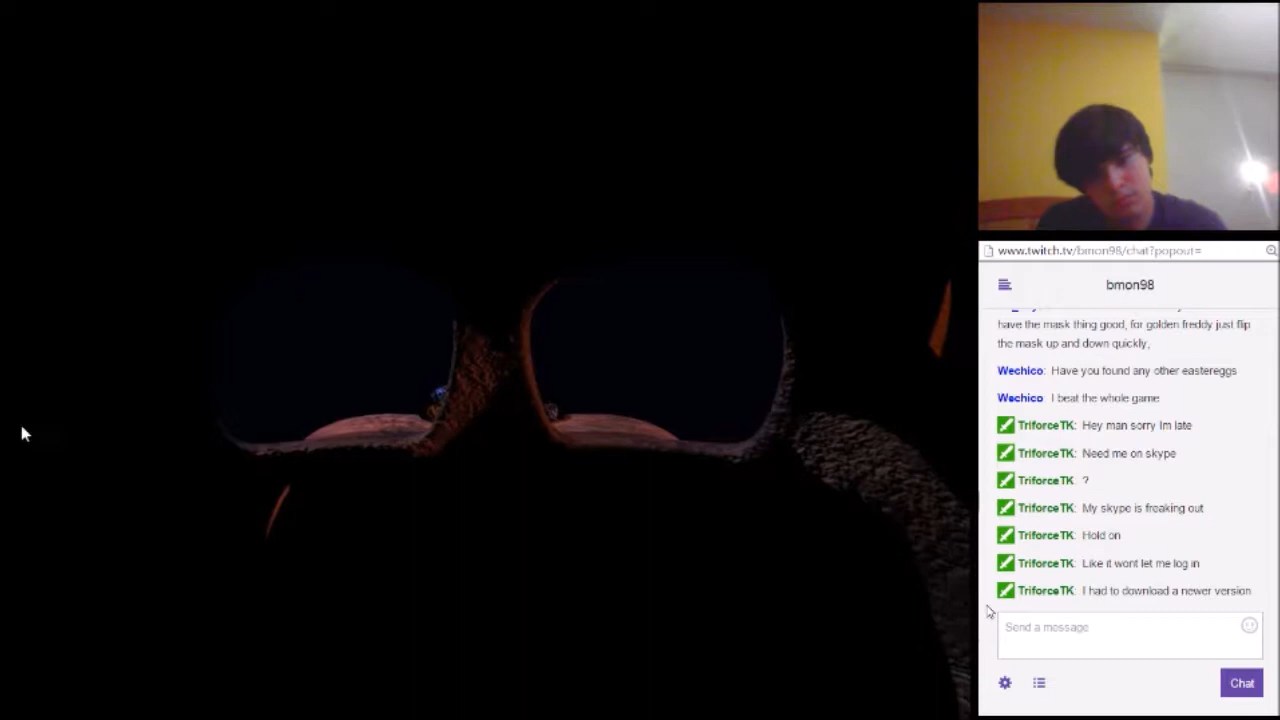 www.twitch.tv/bmon98/chat?popout=
bmon98
have the mask thing good, for golden freddy just flip
the mask up and down quickly,
Wechico: Have you found any other eastereggs
Wechico: I beat the whole game
TriforceTK: Hey man sorry Im late
TriforceTK: Need me on skype
TriforceTK: ?
TriforceTK: My skype is freaking out
TriforceTK: Hold on
TriforceTK: Like it wont let me log in
TriforceTK: I had to download a newer version
Send a message
Chat